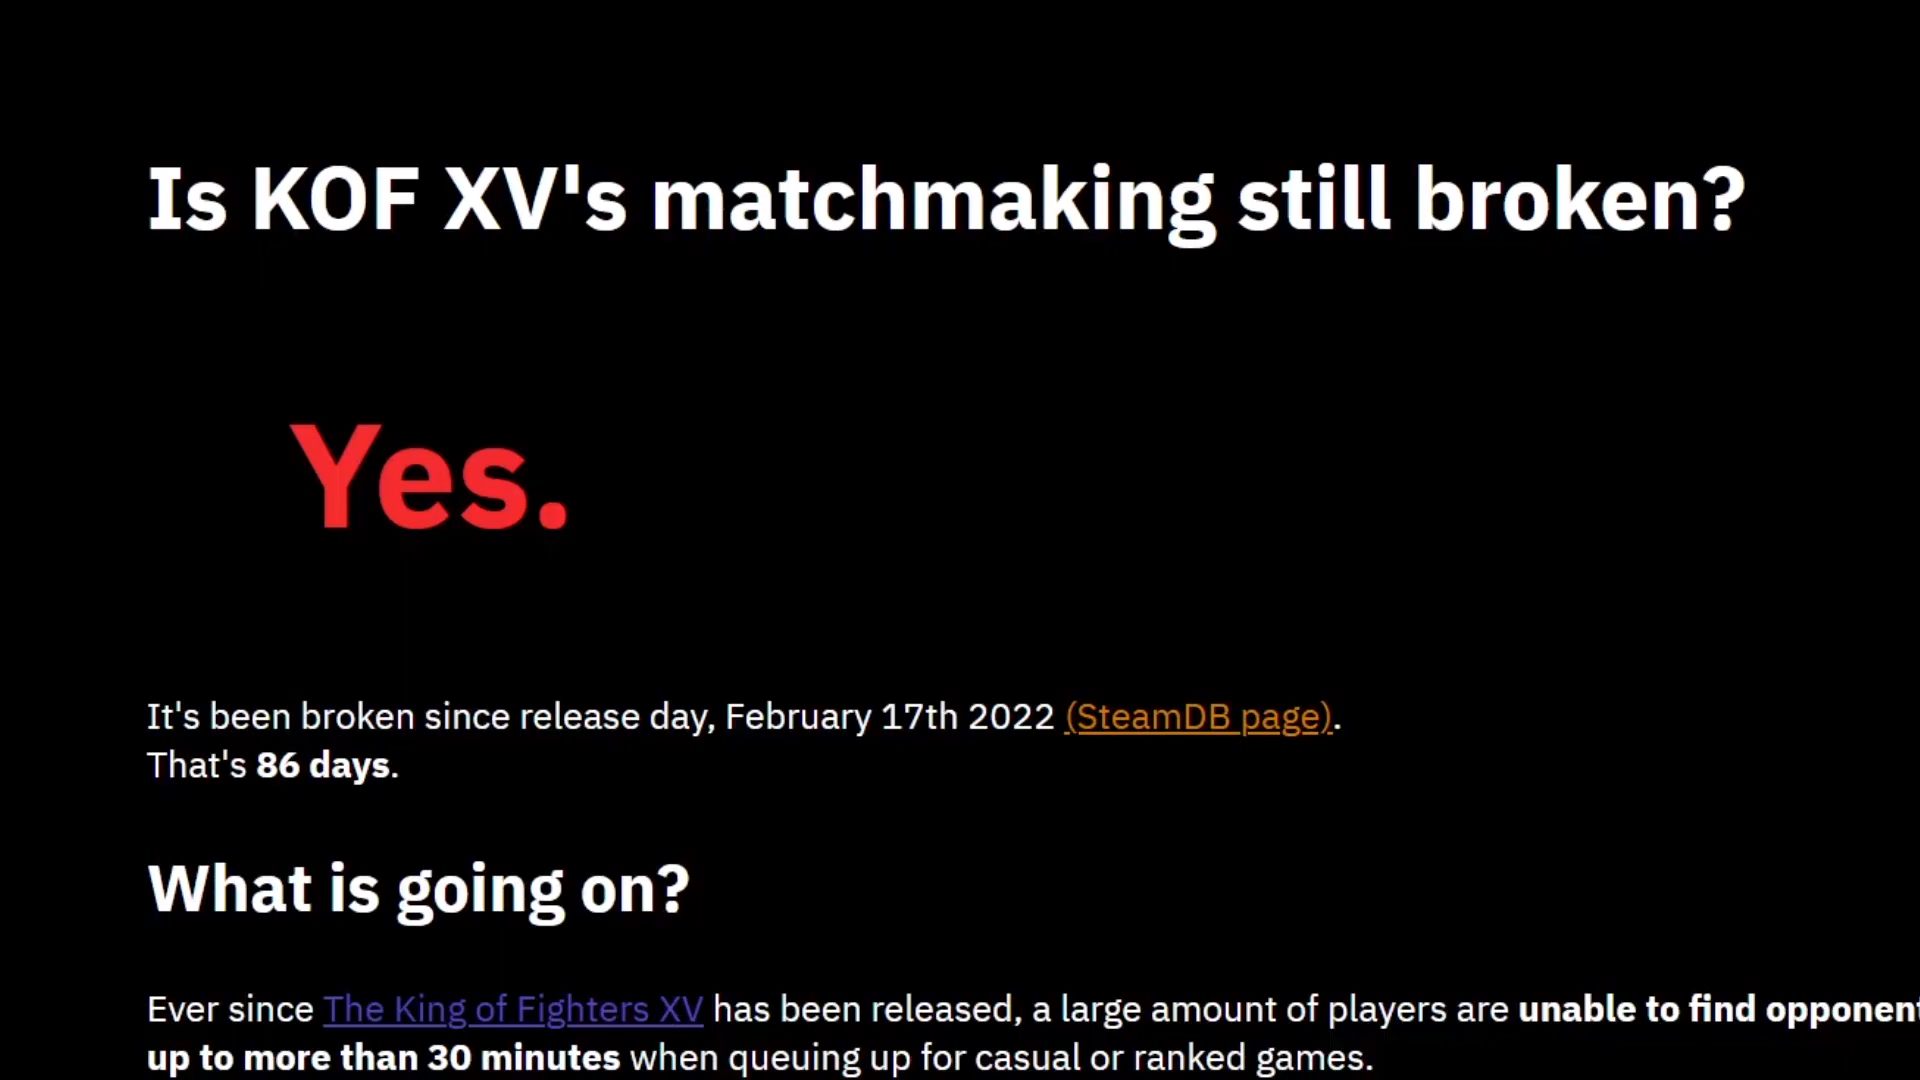 Is KOF XV's matchmaking still broken?
Yes.
It's been broken since release day, February 17th 2022 (SteamDB page).
That's 86 days.
What is going on?
Ever since The King of Fighters XV has been released, a large amount of players are unable to find opponent
up to more than 30 minutes when queuing up for casual or ranked games.